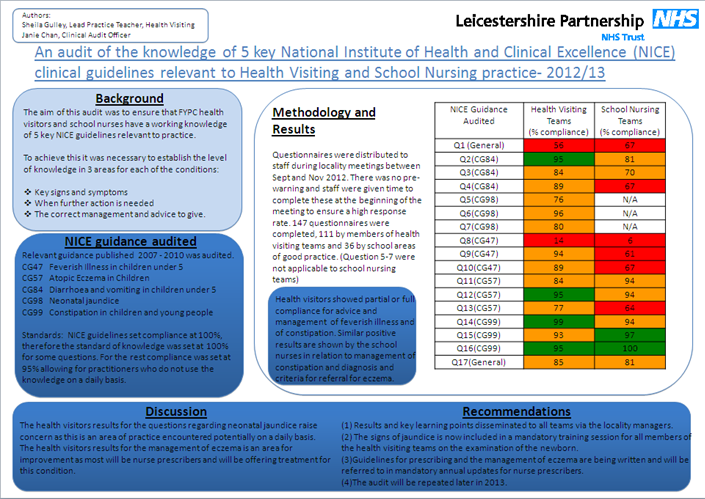 Authors:
Sheila Gulley, Lead Practice Teacher, Health Visiting
Janie Chan, Clinical Audit Officer
Leicestershire Partnership NHS
NHS Trust
An audit of the knowledge of 5 key National Institute of Health and Clinical Excellence (NICE)
clinical guidelines relevant to Health Visiting and School Nursing practice- 2012/13
Background
The aim of this audit was to ensure that FYPC health
visitors and school nurses have a working knowledge
of 5 key NICE guidelines relevant to practice.
To achieve this it was necessary to establish the level
of knowledge in 3 areas for each of the conditions:
❖ Key signs and symptoms
❖ When further action is needed
❖ The correct management and advice to give.
NICE guidance audited
Relevant guidance published 2007 - 2010 was audited.
CG47 Feverish illness in children under 5
CG57 Atopic Eczema in Children
CG84 Diarrhoea and vomiting in children under 5
CG98 Neonatal jaundice
CG99 Constipation in children and young people
Standards: NICE guidelines set compliance at 100%,
therefore the standard of knowledge was set at 100%
for some questions. For the rest compliance was set at
95% allowing for practitioners who do not use the
knowledge on a daily basis.
Methodology and
Results
Questionnaires were distributed to
staff during locality meetings between
Sept and Nov 2012. There was no pre-
warning and staff were given time to
complete these at the beginning of the
meeting to ensure a high response
rate. 147 questionnaires were
completed, 111 by members of health
visiting teams and 36 by school areas
of good practice. (Question 5-7 were
not applicable to school nursing
teams)
Health visitors showed partial or full
compliance for advice and
management of feverish illness and
of constipation. Similar positive
results are shown by the school
nurses in relation to management of
constipation and diagnosis and
criteria for referral for eczema.
NICE Guidance Audited Health Visiting Teams (% compliance) School Nursing Teams (% compliance)
Q1 (General) 56 67
Q2(CG84) 95 81
Q3(CG84) 84 70
Q4(CG84) 89 67
Q5(CG98) 76 N/A
Q6(CG98) 96 N/A
Q7(CG98) 80 N/A
Q8(CG47) 14 6
Q9(CG47) 94 61
Q10(CG47) 89 67
Q11(CG57) 84 94
Q12(CG57) 95 94
Q13(CG57) 77 64
Q14(CG99) 99 94
Q15(CG99) 93 97
Q16(CG99) 95 100
Q17(General) 85 81
Discussion
The health visitors results for the questions regarding neonatal jaundice raise
concern as this is an area of practice encountered potentially on a daily basis.
The health visitors results for the management of eczema is an area for
improvement as most will be nurse prescribers and will be offering treatment for
this condition.
Recommendations
(1) Results and key learning points disseminated to all teams via the locality managers.
(2) The signs of jaundice is now included in a mandatory training session for all members of
the health visiting teams on the examination of the newborn.
(3)Guidelines for prescribing and the management of eczema are being written and will be
referred to in mandatory annual updates for nurse prescribers.
(4)The audit will be repeated later in 2013.